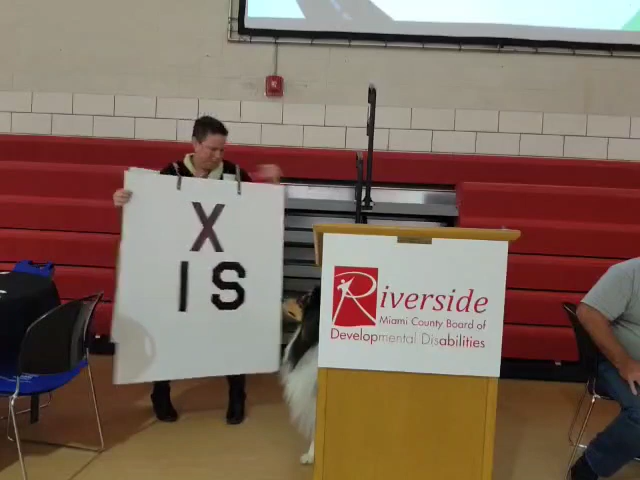 X
IS
Riverside
Miami County Board of
Developmental Disabilities